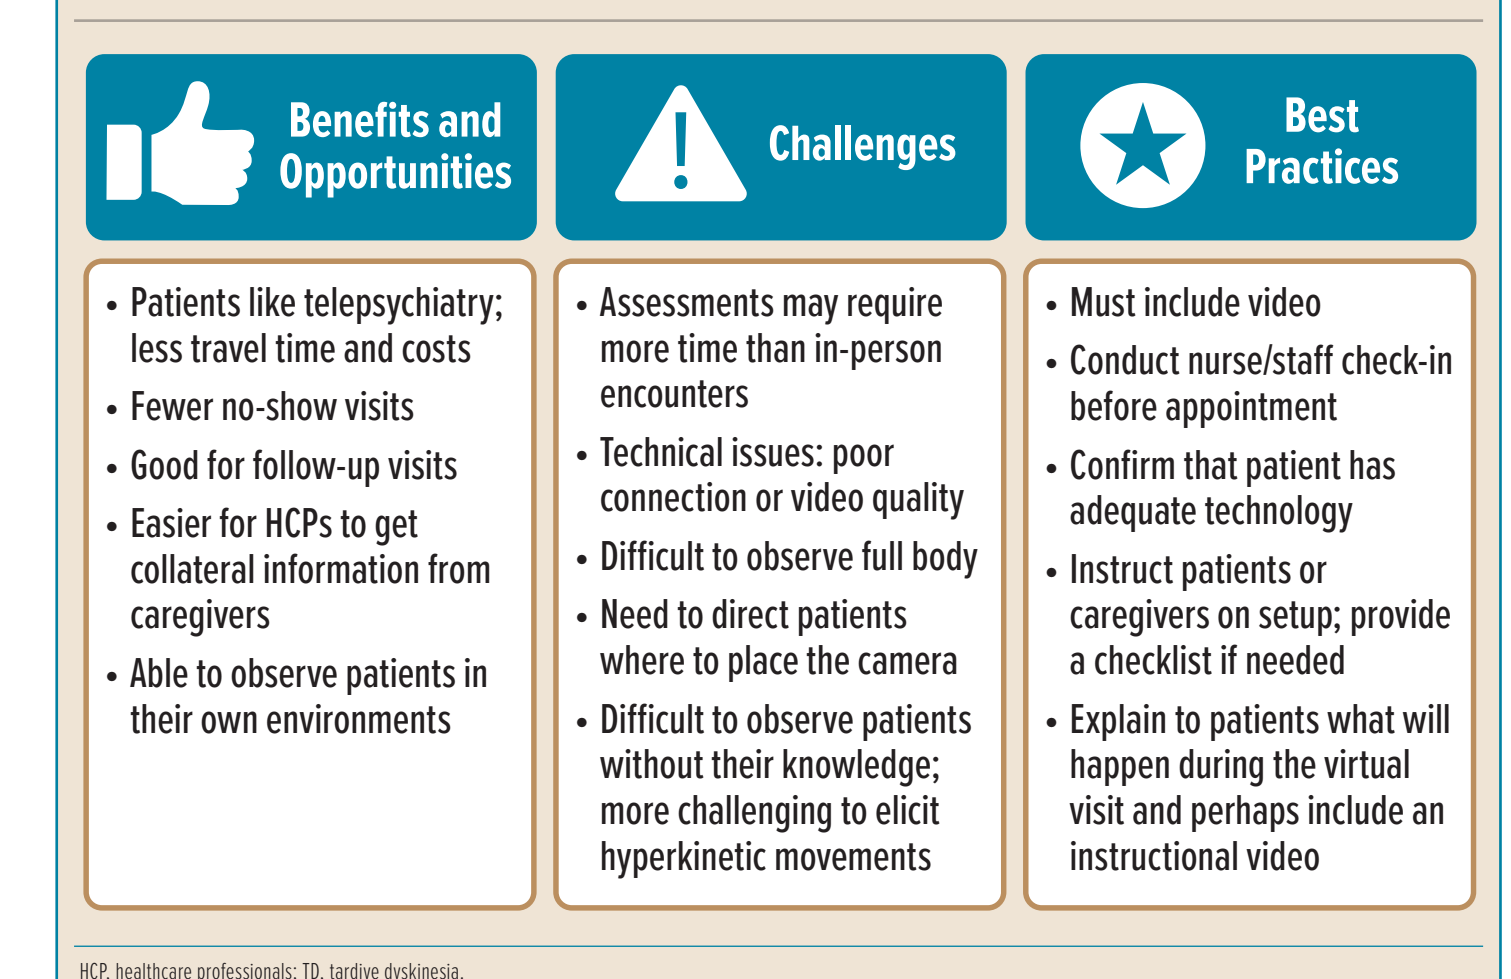 Benefits and
Opportunities
• Patients like telepsychiatry;
less travel time and costs
• Fewer no-show visits
• Good for follow-up visits
• Easier for HCPs to get
collateral information from
caregivers
• Able to observe patients in
their own environments
Challenges
• Assessments may require
more time than in-person
encounters
• Technical issues: poor
connection or video quality
• Difficult to observe full body
• Need to direct patients
where to place the camera
• Difficult to observe patients
without their knowledge;
more challenging to elicit
hyperkinetic movements
Best
Practices
• Must include video
• Conduct nurse/staff check-in
before appointment
• Confirm that patient has
adequate technology
• Instruct patients or
caregivers on setup; provide
a checklist if needed
• Explain to patients what will
happen during the virtual
visit and perhaps include an
instructional video
HCP, healthcare professionals; TD, tardive dyskinesia.